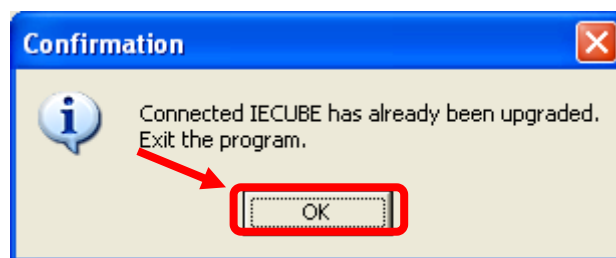 Confirmation
Connected IECUBE has already been upgraded.
Exit the program.
OK